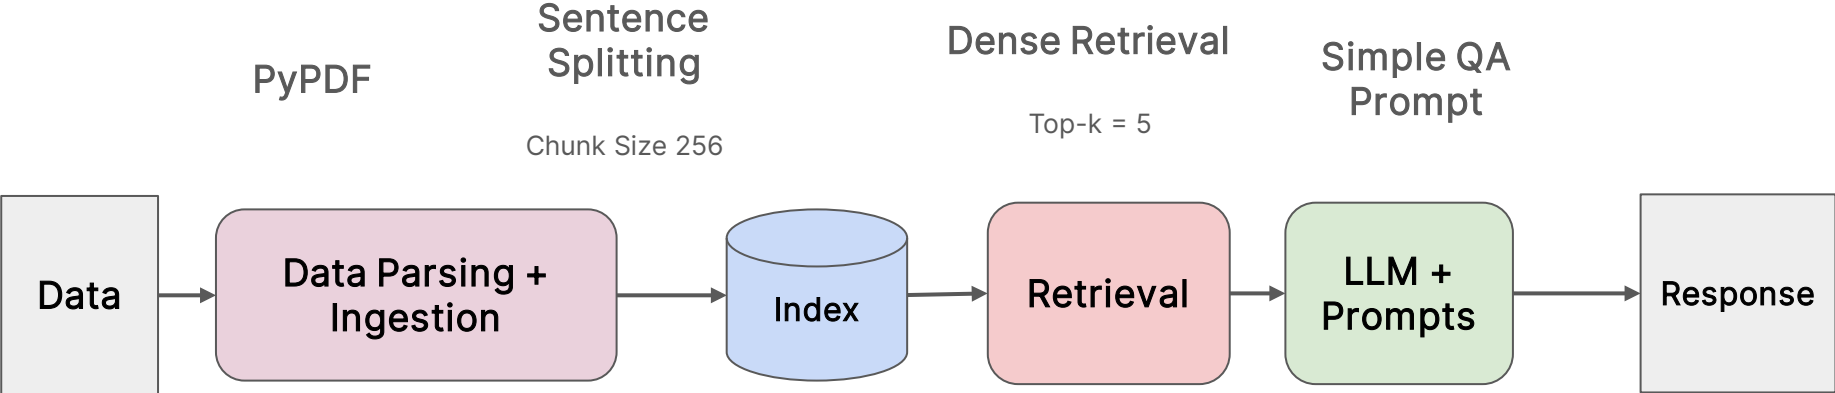 PyPDF
Sentence
Splitting
Chunk Size 256
Dense Retrieval
Top-k = 5
Simple QA
Prompt
Data
Data Parsing +
Ingestion
Index
Retrieval
LLM +
Prompts
Response